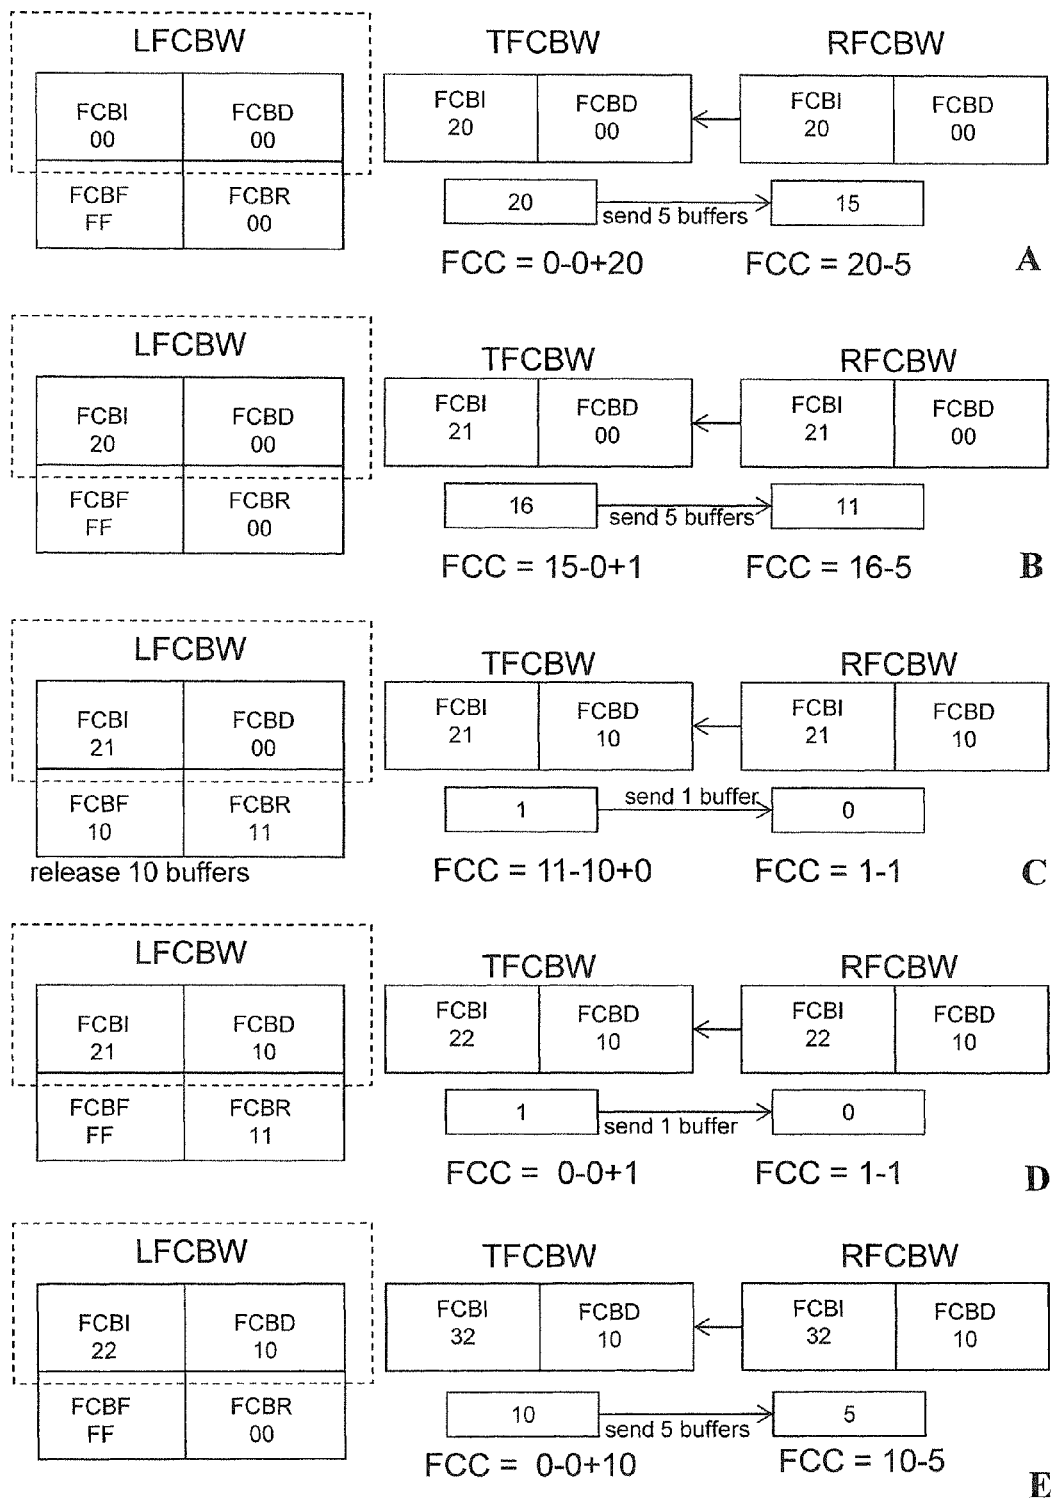 LFCBW
TFCBW
RFCBW
FCBI
00
FCBD
00
FCBI
20
FCBD
00
FCBI
20
FCBD
00
FCBF
FF
FCBR
00
20
send 5 buffers
15
FCC = 0-0+20
FCC = 20-5
A
LFCBW
TFCBW
RFCBW
FCBI
20
FCBD
00
FCBI
21
FCBD
00
FCBI
21
FCBD
00
FCBF
FF
FCBR
00
16
send 5 buffers
11
FCC = 15-0+1
FCC = 16-5
B
LFCBW
TFCBW
RFCBW
FCBI
21
FCBD
00
FCBI
21
FCBD
10
FCBI
21
FCBD
10
FCBF
10
FCBR
11
1
send 1 buffer
0
release 10 buffers
FCC = 11-10+0
FCC = 1-1
C
LFCBW
TFCBW
RFCBW
FCBI
21
FCBD
10
FCBI
22
FCBD
10
FCBI
22
FCBD
10
FCBF
FF
FCBR
11
1
send 1 buffer
0
FCC = 0-0+1
FCC = 1-1
D
LFCBW
TFCBW
RFCBW
FCBI
22
FCBD
10
FCBI
32
FCBD
10
FCBI
32
FCBD
10
FCBF
FF
FCBR
00
10
send 5 buffers
5
FCC = 0-0+10
FCC = 10-5
E